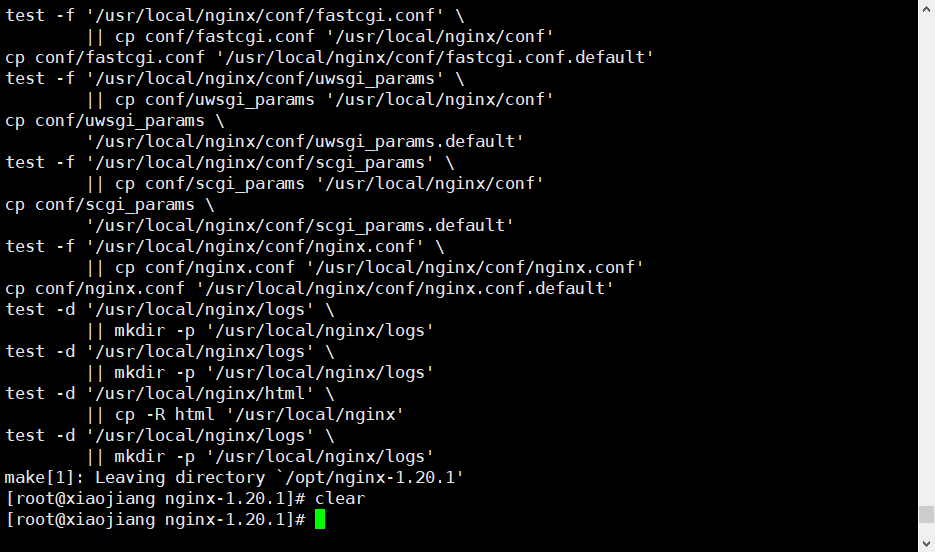 test -f '/usr/local/nginx/conf/fastcgi.conf' \
        || cp conf/fastcgi.conf '/usr/local/nginx/conf'
cp conf/fastcgi.conf '/usr/local/nginx/conf/fastcgi.conf.default'
test -f '/usr/local/nginx/conf/uwsgi_params' \
        || cp conf/uwsgi_params '/usr/local/nginx/conf'
cp conf/uwsgi_params \
        '/usr/local/nginx/conf/uwsgi_params.default'
test -f '/usr/local/nginx/conf/scgi_params' \
        || cp conf/scgi_params '/usr/local/nginx/conf'
cp conf/scgi_params \
        '/usr/local/nginx/conf/scgi_params.default'
test -f '/usr/local/nginx/conf/nginx.conf' \
        || cp conf/nginx.conf '/usr/local/nginx/conf/nginx.conf'
cp conf/nginx.conf '/usr/local/nginx/conf/nginx.conf.default'
test -d '/usr/local/nginx/logs' \
        || mkdir -p '/usr/local/nginx/logs'
test -d '/usr/local/nginx/logs' \
        || mkdir -p '/usr/local/nginx/logs'
test -d '/usr/local/nginx/html' \
        || cp -R html '/usr/local/nginx'
test -d '/usr/local/nginx/logs' \
        || mkdir -p '/usr/local/nginx/logs'
make[1]: Leaving directory `/opt/nginx-1.20.1'
[root@xiaojiang nginx-1.20.1]# clear
[root@xiaojiang nginx-1.20.1]#